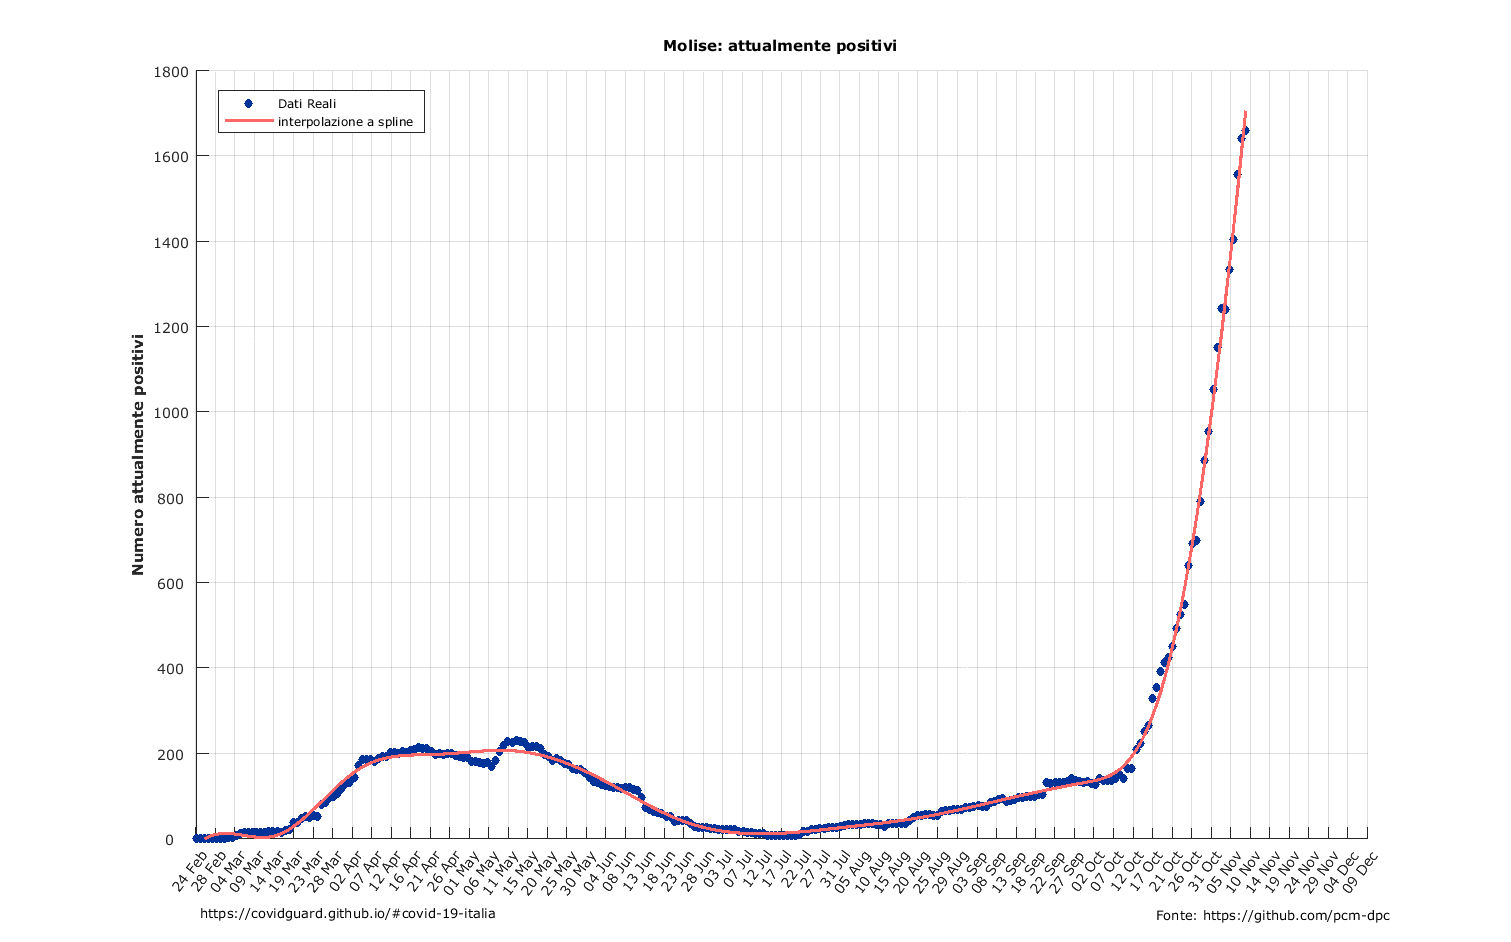 Molise: attualmente positivi
Dati Reali
interpolazione a spline
Numero attualmente positivi
1800
1600
1400
1200
1000
800
600
400
200
0
24 Feb
28 Feb
04 Mar
09 Mar
14 Mar
19 Mar
23 Mar
28 Mar
02 Apr
07 Apr
12 Apr
16 Apr
21 Apr
26 Apr
01 May
06 May
11 May
15 May
20 May
25 May
30 May
04 Jun
08 Jun
13 Jun
18 Jun
23 Jun
28 Jun
03 Jul
07 Jul
12 Jul
17 Jul
22 Jul
27 Jul
31 Jul
05 Aug
10 Aug
15 Aug
20 Aug
25 Aug
29 Aug
03 Sep
08 Sep
13 Sep
18 Sep
22 Sep
27 Sep
02 Oct
07 Oct
12 Oct
17 Oct
21 Oct
26 Oct
31 Oct
05 Nov
10 Nov
14 Nov
19 Nov
24 Nov
29 Nov
04 Dec
09 Dec
https://covidguard.github.io/#covid-19-italia
Fonte: https://github.com/pcm-dpc